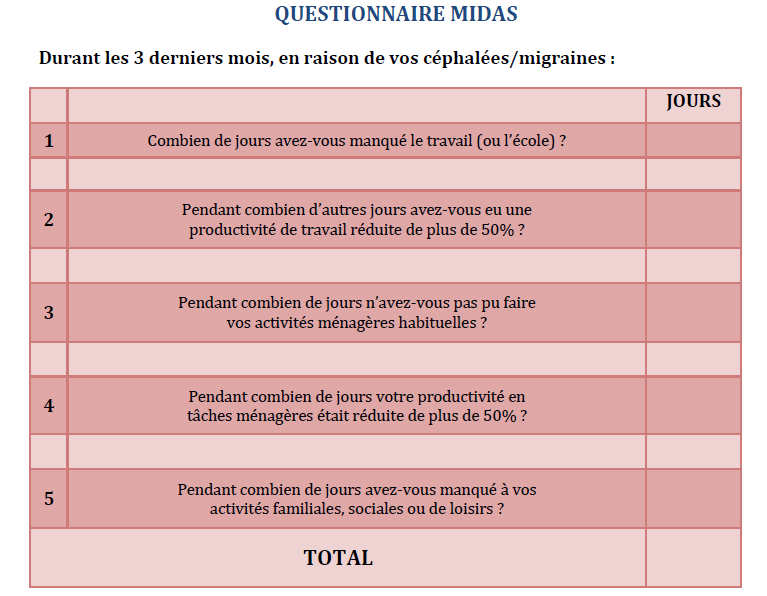 QUESTIONNAIRE MIDAS
Durant les 3 derniers mois, en raison de vos céphalées/migraines :
JOURS
1 Combien de jours avez-vous manqué le travail (ou l’école) ?
2 Pendant combien d’autres jours avez-vous eu une
productivité de travail réduite de plus de 50% ?
3 Pendant combien de jours n’avez-vous pas pu faire
vos activités ménagères habituelles ?
4 Pendant combien de jours votre productivité en
tâches ménagères était réduite de plus de 50% ?
5 Pendant combien de jours avez-vous manqué à vos
activités familiales, sociales ou de loisirs ?
TOTAL